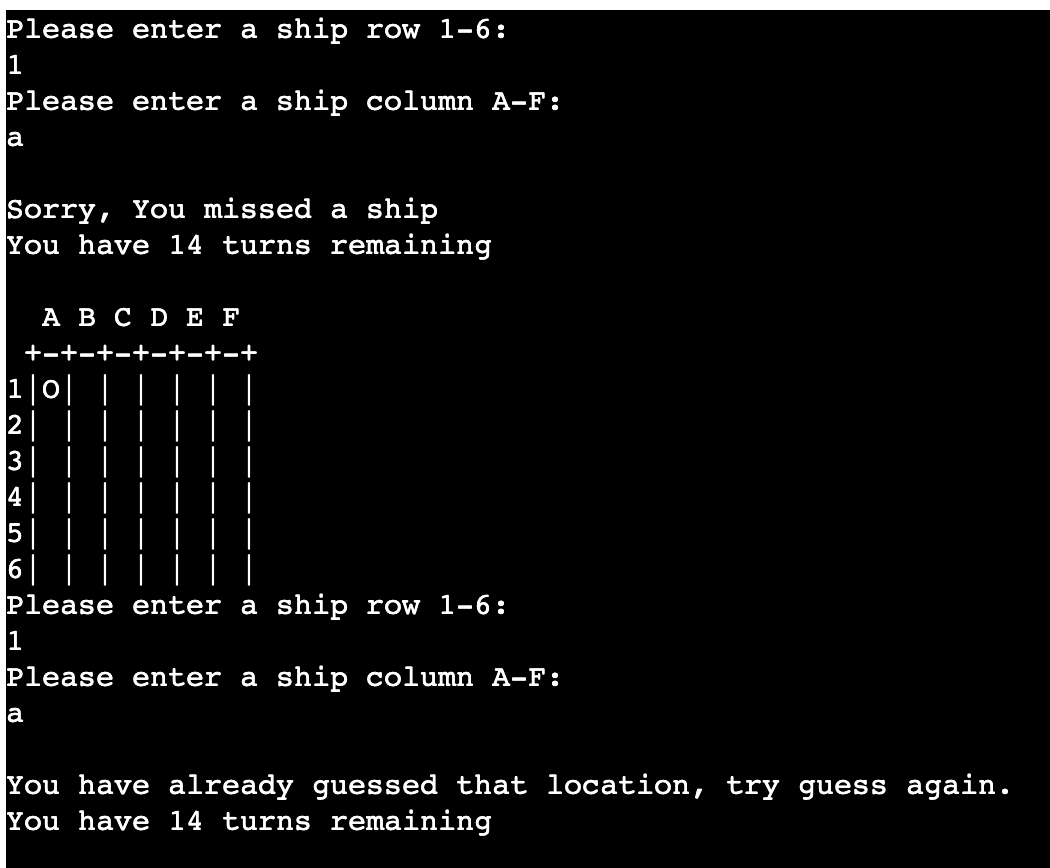 Please enter a ship row 1-6:
1
Please enter a ship column A-F:
a
Sorry, You missed a ship
You have 14 turns remaining
  A B C D E F
 +-+-+-+-+-+-+
1|O| | | | | |
2| | | | | | |
3| | | | | | |
4| | | | | | |
5| | | | | | |
6| | | | | | |
Please enter a ship row 1-6:
1
Please enter a ship column A-F:
a
You have already guessed that location, try guess again.
You have 14 turns remaining